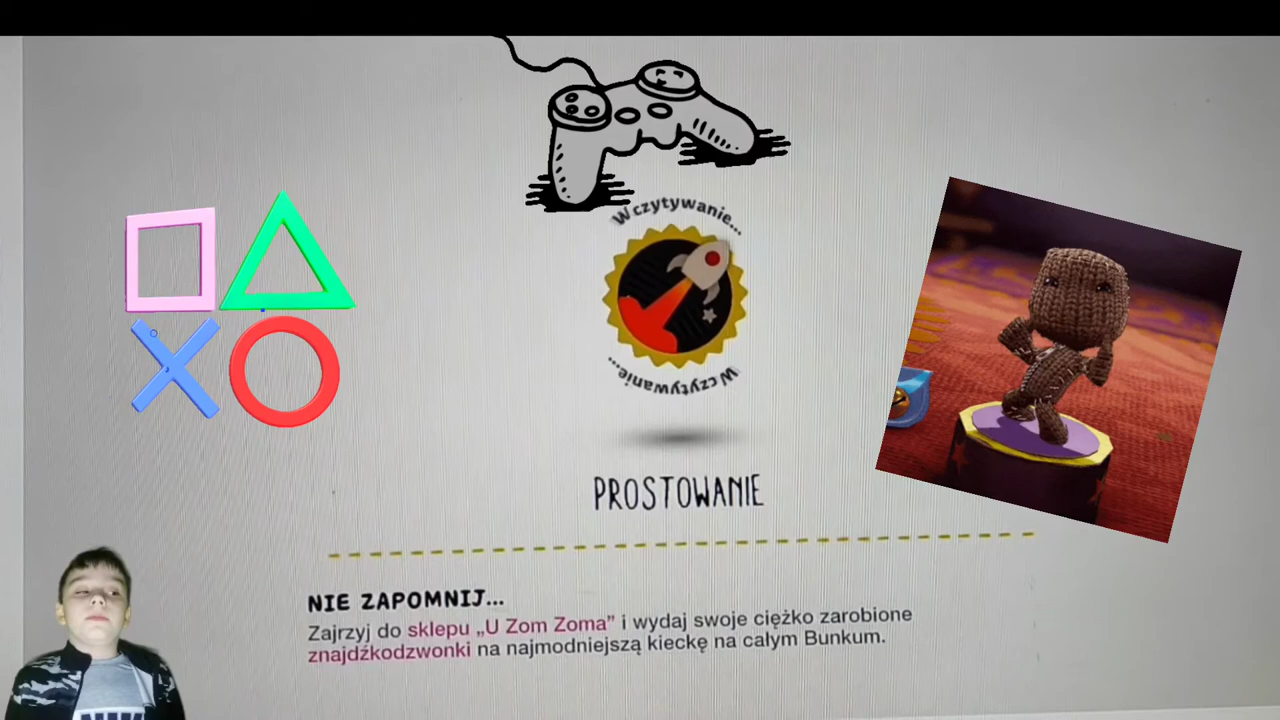 Wczytywanie...
Wczytywanie...
PROSTOWANIE
NIE ZAPOMNIJ...
Zajrzyj do sklepu „U Zom Zoma” i wydaj swoje ciężko zarobione
znajdźkodzwonki na najmodniejszą kieckę na całym Bunkum.